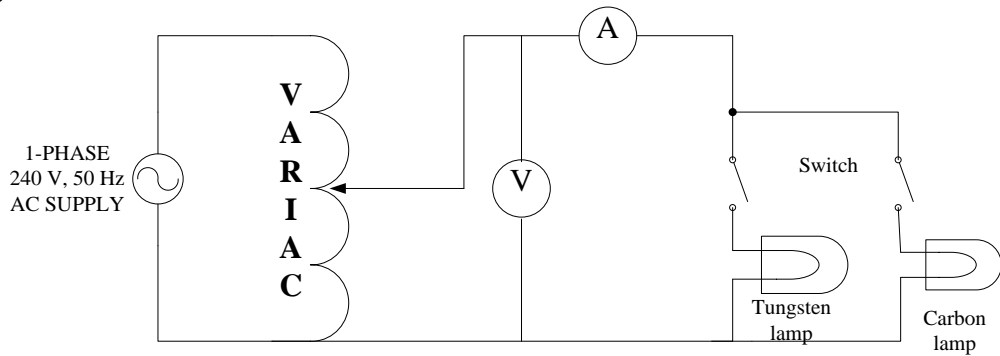 1-PHASE
240 V, 50 Hz
AC SUPPLY
V
A
R
I
A
C
A
V
Switch
Tungsten
lamp
Carbon
lamp